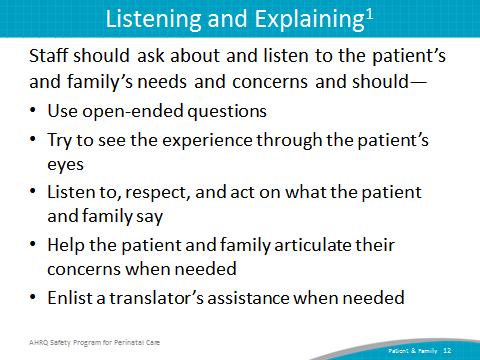 Listening and Explaining1
Staff should ask about and listen to the patient's
and family's needs and concerns and should—
• Use open-ended questions
• Try to see the experience through the patient's
eyes
• Listen to, respect, and act on what the patient
and family say
• Help the patient and family articulate their
concerns when needed
• Enlist a translator's assistance when needed
AHRQ Safety Program for Perinatal Care
Patient & Family 12